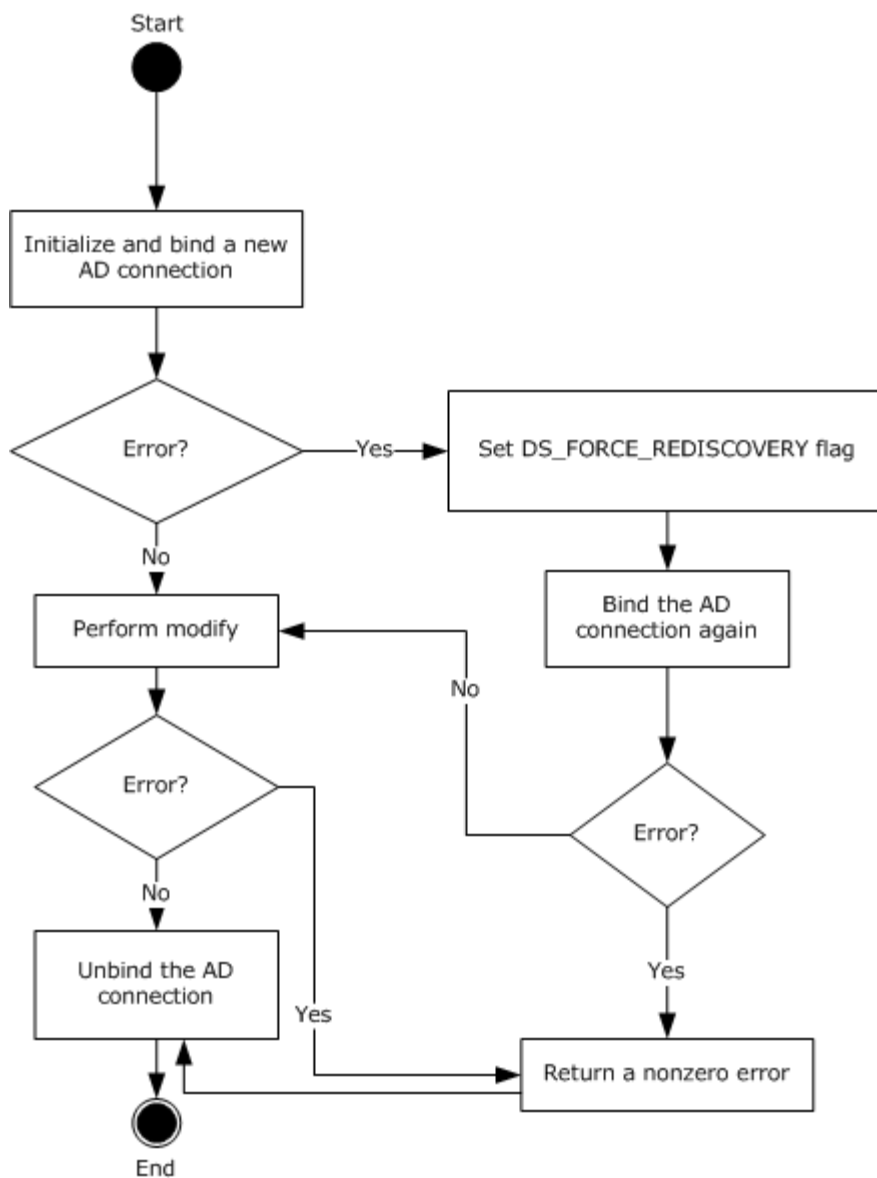 Start
Initialize and bind a new
AD connection
Error?
Yes
Set DS_FORCE_REDISCOVERY flag
No
Perform modify
Bind the AD
connection again
No
Error?
Error?
No
Unbind the AD
connection
Yes
Yes
Return a nonzero error
End